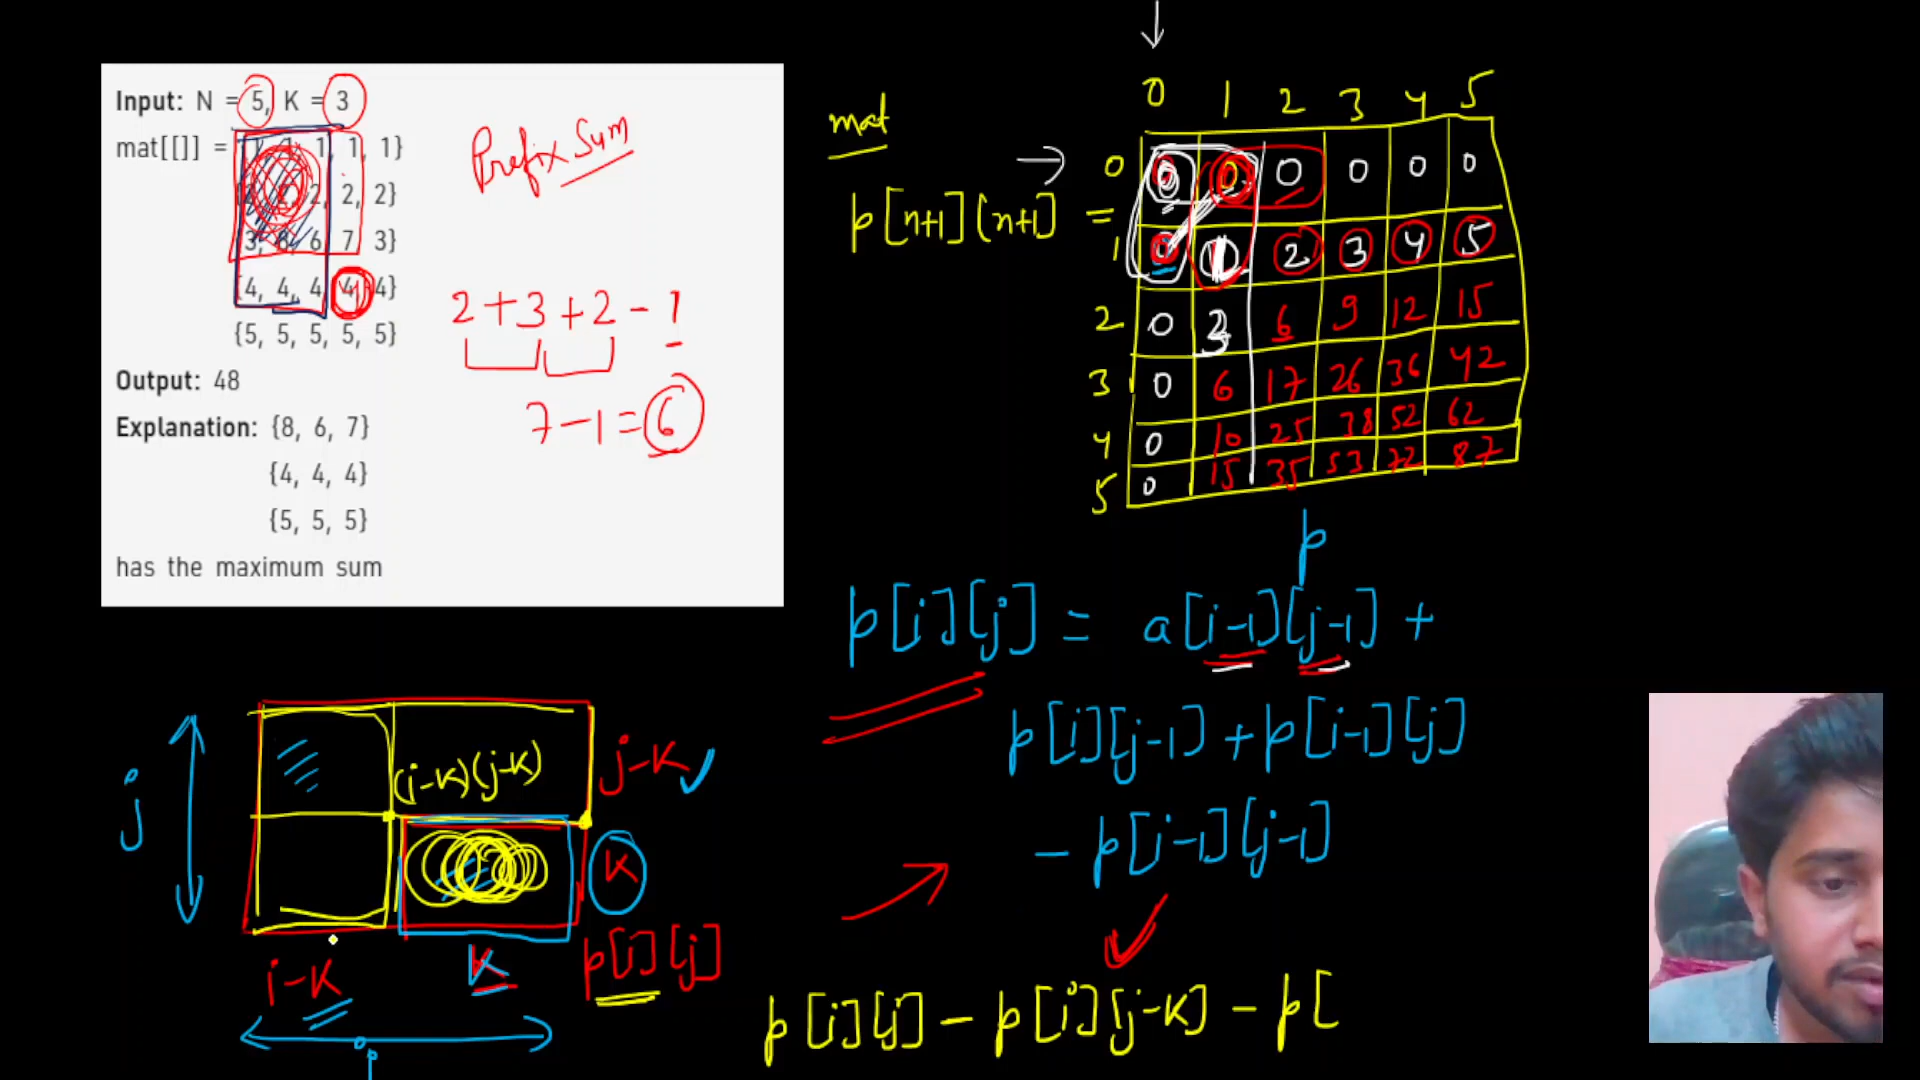 Input: N = 5, K = 3
mat[[]] = 1, 1, 1}
2, 2, 2}
{3, 8, 6, 7, 3}
{4, 4, 4, 4, 4}
{5, 5, 5, 5, 5}
Output: 48
Explanation: {8, 6, 7}
{4, 4, 4}
{5, 5, 5}
has the maximum sum
Prefix Sum
2 + 3 + 2 - 1
7 - 1 = 6
mat
p[n+1][n+1] =
0 1 2 3 4 5
0 0 0 0 0 0 0
1 0 1 2 3 4 5
2 0 3 6 9 12 15
3 0 6 17 26 36 42
4 0 10 25 38 52 62
5 0 15 35 53 72 87
p
p[i][j] = a[i-1][j-1] +
p[i][j-1] + p[i-1][j]
- p[i-1][j-1]
j
(i-K)(j-K)
j-K
K
i-K
K
p[i][j]
p[i][j] - p[i][j-K] - p[